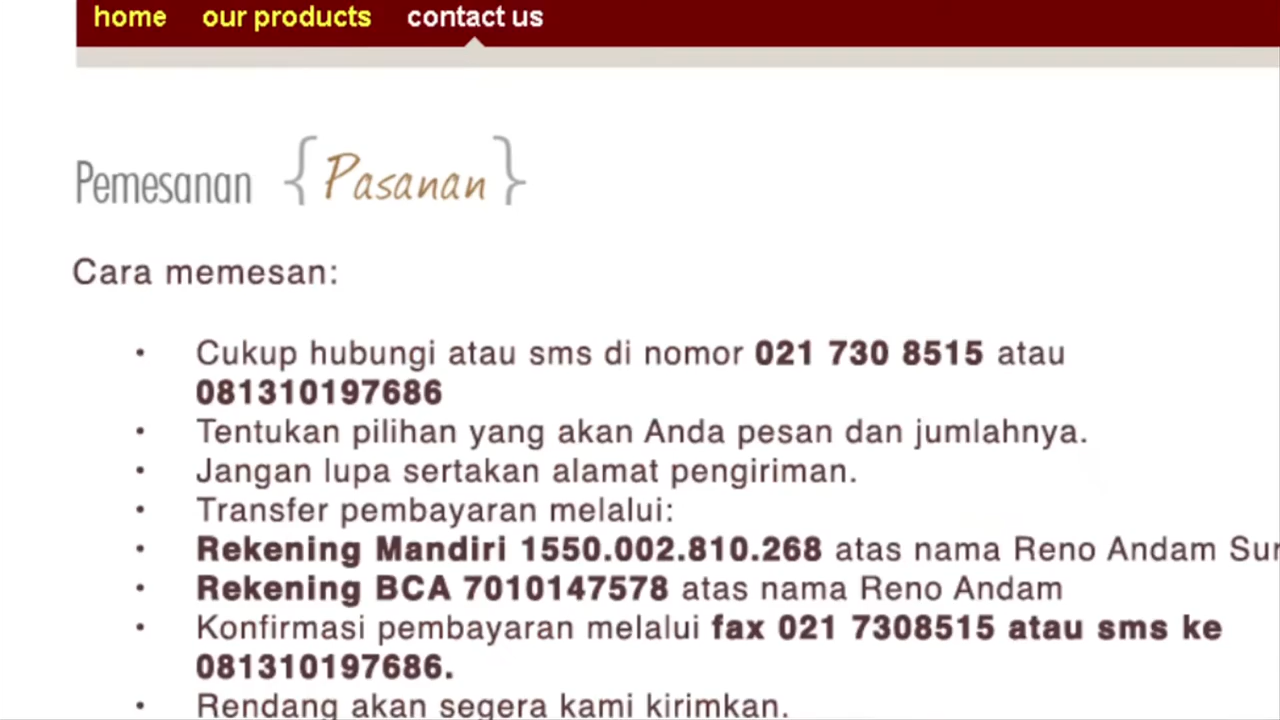 home our products contact us
Pemesanan { Pasanan }
Cara memesan:
• Cukup hubungi atau sms di nomor 021 730 8515 atau
081310197686
• Tentukan pilihan yang akan Anda pesan dan jumlahnya.
• Jangan lupa sertakan alamat pengiriman.
• Transfer pembayaran melalui:
• Rekening Mandiri 1550.002.810.268 atas nama Reno Andam
• Rekening BCA 7010147578 atas nama Reno Andam
• Konfirmasi pembayaran melalui fax 021 7308515 atau sms ke
081310197686.
• Rendang akan segera kami kirimkan.